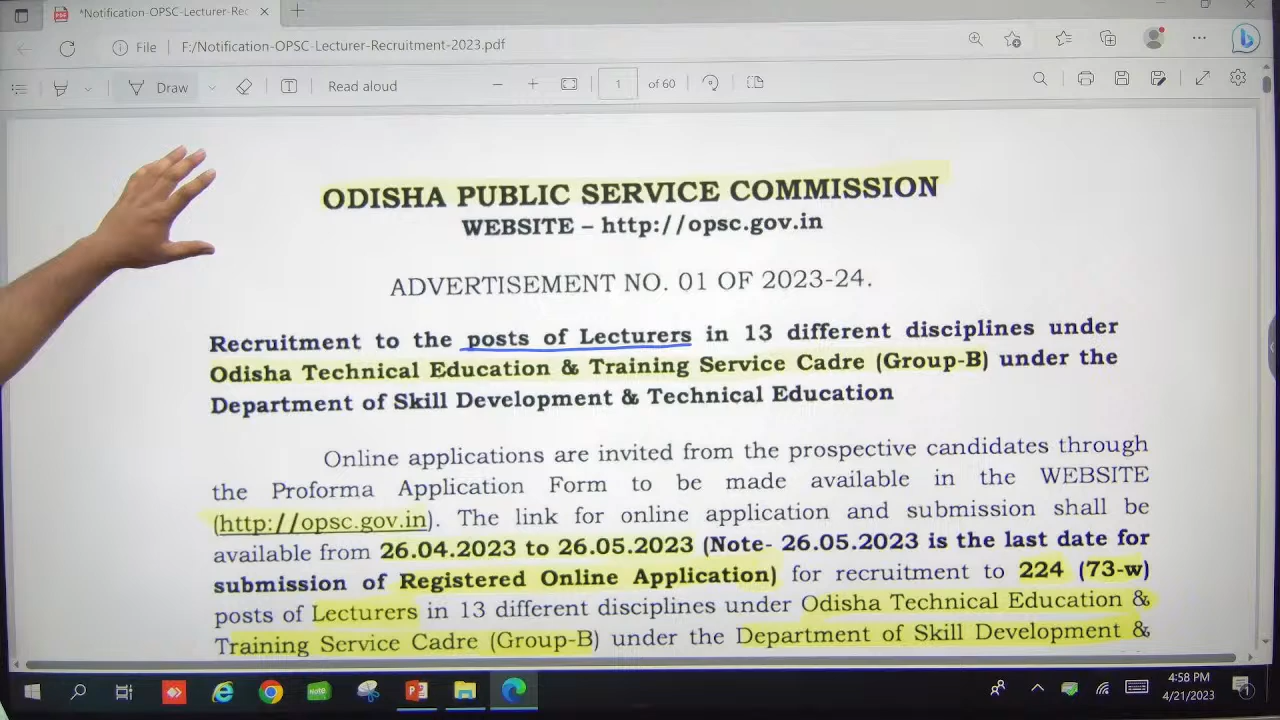 *Notification-OPSC-Lecturer-Rec
File F:/Notification-OPSC-Lecturer-Recruitment-2023.pdf
Draw Read aloud 1 of 60
ODISHA PUBLIC SERVICE COMMISSION
WEBSITE – http://opsc.gov.in
ADVERTISEMENT NO. 01 OF 2023-24.
Recruitment to the posts of Lecturers in 13 different disciplines under
Odisha Technical Education & Training Service Cadre (Group-B) under the
Department of Skill Development & Technical Education
Online applications are invited from the prospective candidates through
the Proforma Application Form to be made available in the WEBSITE
(http://opsc.gov.in). The link for online application and submission shall be
available from 26.04.2023 to 26.05.2023 (Note- 26.05.2023 is the last date for
submission of Registered Online Application) for recruitment to 224 (73-w)
posts of Lecturers in 13 different disciplines under Odisha Technical Education &
Training Service Cadre (Group-B) under the Department of Skill Development &
4:58 PM
4/21/2023